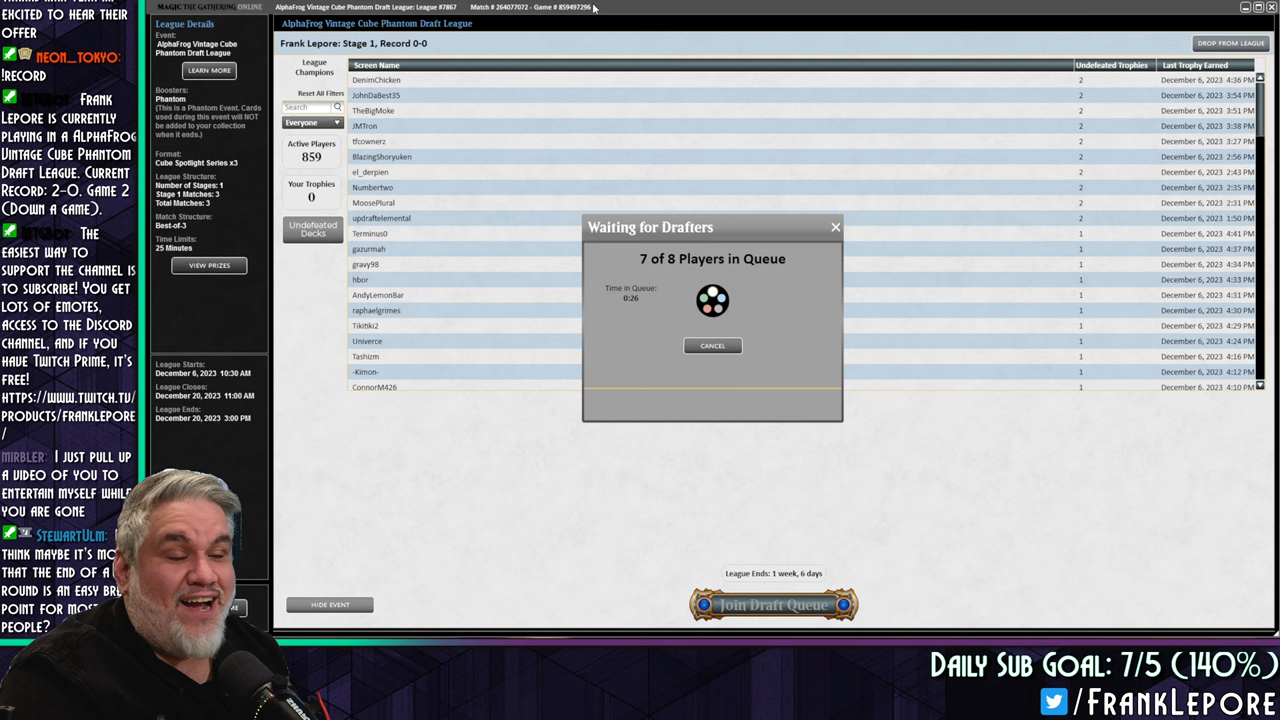 EXCITED TO HEAR THEIR
OFFER
NEON_TOKYO:
!RECORD
FRANK
LEPORE IS CURRENTLY
PLAYING IN A ALPHAFROG
VINTAGE CUBE PHANTOM
DRAFT LEAGUE. CURRENT
RECORD: 2-0. GAME 2
(DOWN A GAME).
THE
EASIEST WAY TO
SUPPORT THE CHANNEL IS
TO SUBSCRIBE! YOU GET
LOTS OF EMOTES,
ACCESS TO THE DISCORD
CHANNEL, AND IF YOU
HAVE TWITCH PRIME, IT'S
FREE!
HTTPS://WWW.TWITCH.TV/
PRODUCTS/FRANKLEPORE
/
MIRBLER: I JUST PULL UP
A VIDEO OF YOU TO
ENTERTAIN MYSELF WHILE
YOU ARE GONE
STEWARTULM:
THINK MAYBE IT'S
THAT THE END OF A
ROUND IS AN EASY
POINT FOR MOST
PEOPLE?
MAGIC THE GATHERING ONLINE
AlphaFrog Vintage Cube Phantom Draft League: League #7867 Match # 264077072 - Game # 859497296
League Details
Event:
AlphaFrog Vintage Cube
Phantom Draft League
LEARN MORE
Boosters:
Phantom
(This is a Phantom Event. Cards
used during this event will NOT
be added to your collection
when it ends.)
Format:
Cube Spotlight Series x3
League Structure:
Number of Stages: 1
Stage 1 Matches: 3
Total Matches: 3
Match Structure:
Best-of-3
Time Limits:
25 Minutes
VIEW PRIZES
League Starts:
December 6, 2023 10:30 AM
League Closes:
December 20, 2023 11:00 AM
League Ends:
December 20, 2023 3:00 PM
AlphaFrog Vintage Cube Phantom Draft League
Frank Lepore: Stage 1, Record 0-0
DROP FROM LEAGUE
League
Champions
Reset All Filters
Search
Everyone
Active Players
859
Your Trophies
0
Undefeated
Decks
Screen Name Undefeated Trophies Last Trophy Earned
DenimChicken 2 December 6, 2023 4:36 PM
JohnDaBest35 2 December 6, 2023 3:54 PM
TheBigMoke 2 December 6, 2023 3:51 PM
JMTron 2 December 6, 2023 3:38 PM
tfcownerz 2 December 6, 2023 3:27 PM
BlazingShoryuken 2 December 6, 2023 2:56 PM
el_derpien 2 December 6, 2023 2:43 PM
Numbertwo 2 December 6, 2023 2:35 PM
MoosePlural 2 December 6, 2023 2:31 PM
updraftelemental 2 December 6, 2023 1:50 PM
Terminus0 1 December 6, 2023 4:41 PM
gazurmah 1 December 6, 2023 4:37 PM
gravy98 1 December 6, 2023 4:34 PM
hbor 1 December 6, 2023 4:33 PM
AndyLemonBar 1 December 6, 2023 4:31 PM
raphaelgrimes 1 December 6, 2023 4:30 PM
Tikitiki2 1 December 6, 2023 4:29 PM
Univerce 1 December 6, 2023 4:24 PM
Tashizm 1 December 6, 2023 4:16 PM
-Kimon- 1 December 6, 2023 4:12 PM
ConnorM426 1 December 6, 2023 4:10 PM
Waiting for Drafters
7 of 8 Players in Queue
Time in Queue:
0:26
CANCEL
League Ends: 1 week, 6 days
HIDE EVENT
Join Draft Queue
DAILY SUB GOAL: 7/5 (140%)
/FRANKLEPORE